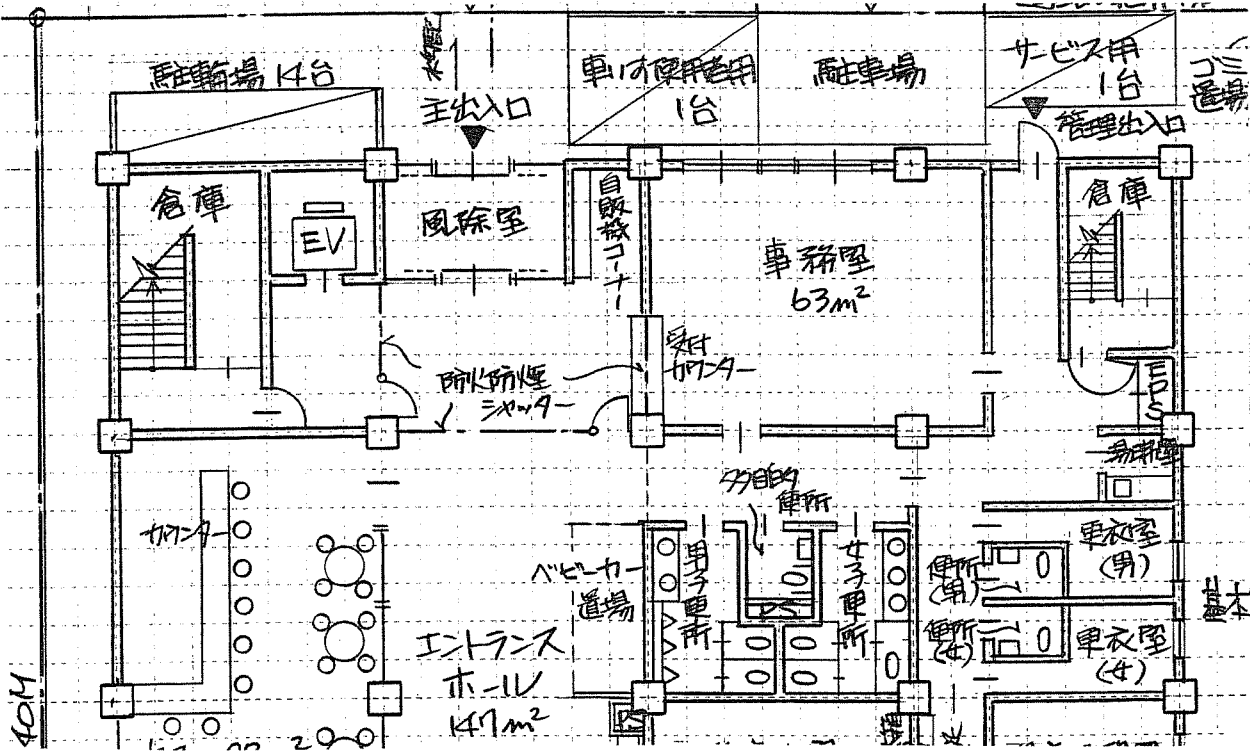 駐輪場 14台
主出入口
車いす使用者用
1台
駐車場
サービス用
1台
ゴミ
置場
管理出入口
倉庫
EV
風除室
自販機コーナー
事務室
63m²
倉庫
受付
カウンター
防火防煙
シャッター
EPS
湯沸室
カウンター
多目的
便所
ベビーカー
置場
男子便所
女子便所
PS
便所
(男)
便所
(女)
更衣室
(男)
更衣室
(女)
エントランス
ホール
147m²
PS
40M